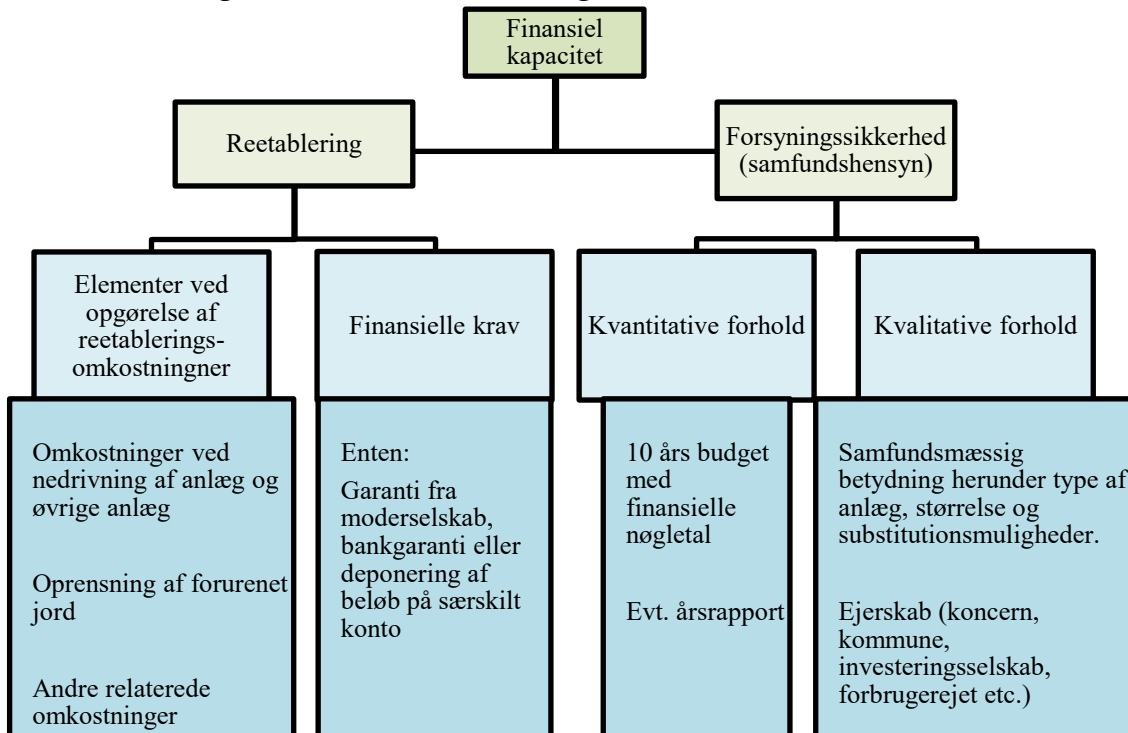 Finansiel
kapacitet
Reetablering
Forsyningssikkerhed
(samfundshensyn)
Elementer ved
opgørelse af
reetablerings-
omkostningner
Finansielle krav
Kvantitative forhold
Kvalitative forhold
Omkostninger ved
nedrivning af anlæg og
øvrige anlæg
Oprensning af forurenet
jord
Andre relaterede
omkostninger
Enten:
Garanti fra
moderselskab,
bankgaranti eller
deponering af
beløb på særskilt
konto
10 års budget
med
finansielle
nøgletal
Evt. årsrapport
Samfundsmæssig
betydning herunder type af
anlæg, størrelse og
substitutionsmuligheder.
Ejerskab (koncern,
kommune,
investeringsselskab,
forbrugerejet etc.)